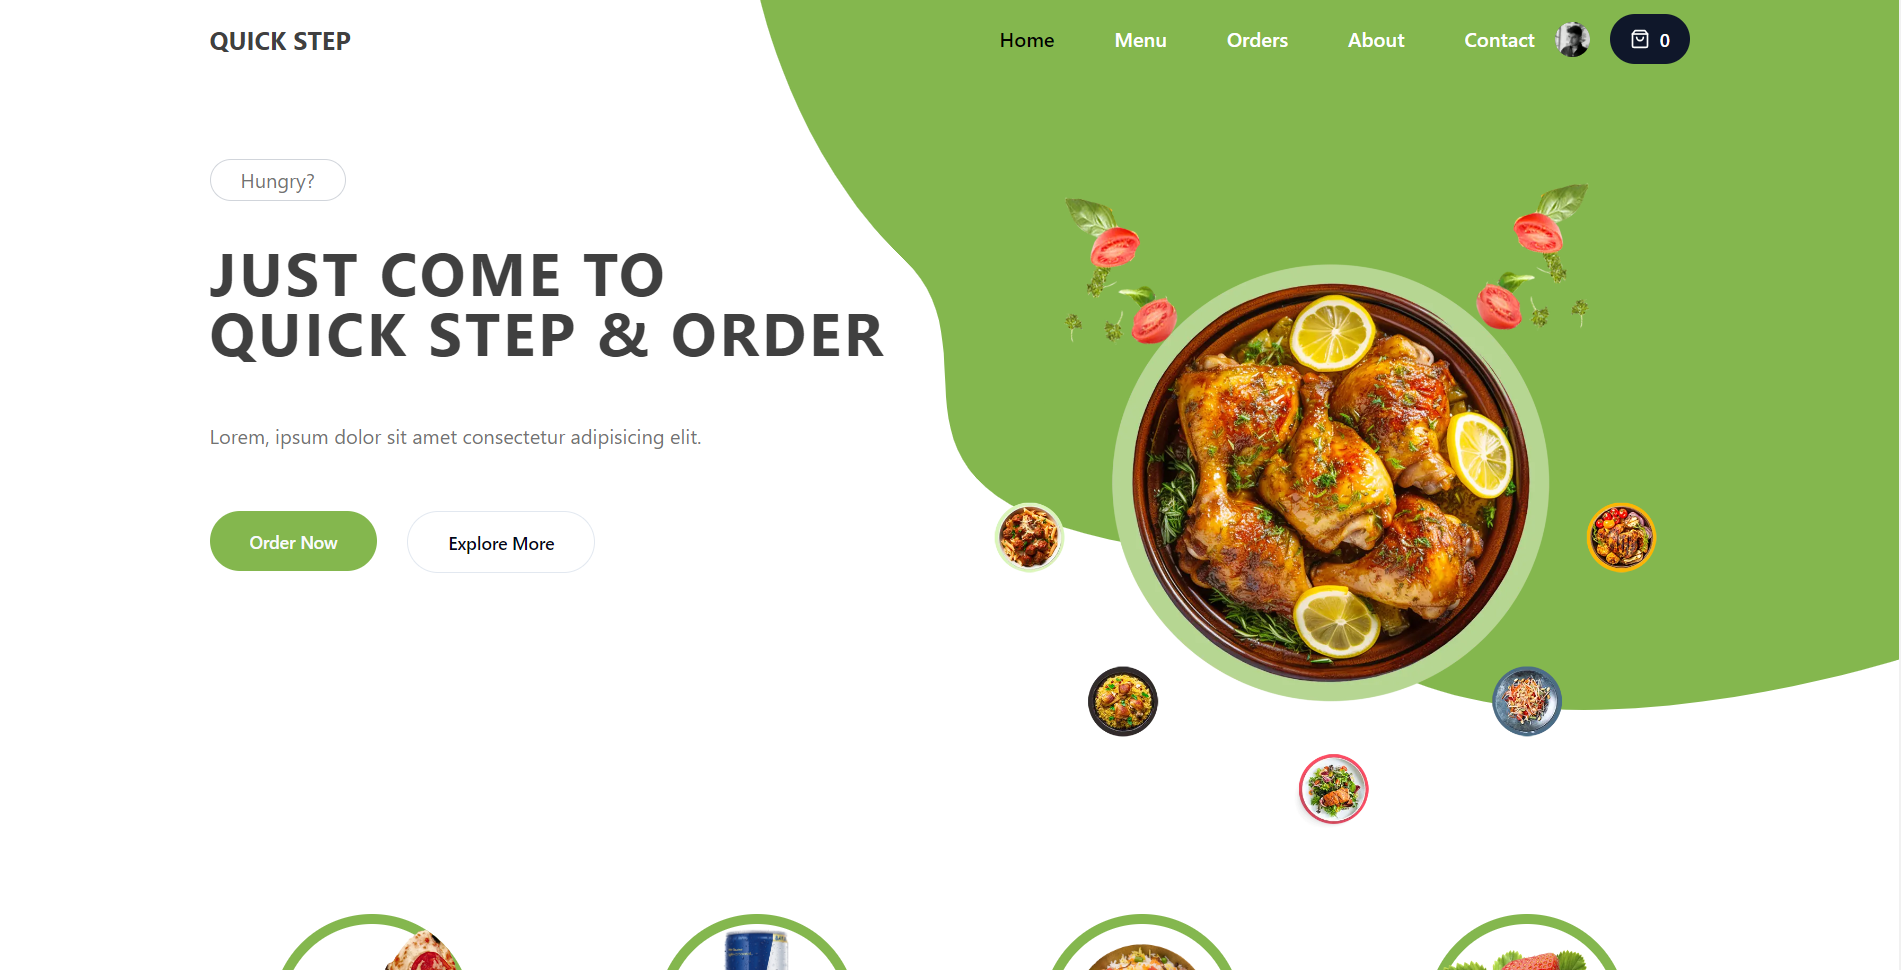 QUICK STEP
Home Menu Orders About Contact 0
Hungry?
JUST COME TO
QUICK STEP & ORDER
Lorem, ipsum dolor sit amet consectetur adipisicing elit.
Order Now Explore More